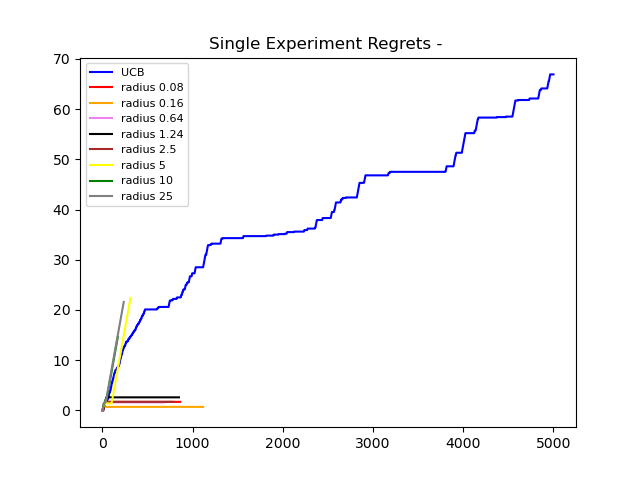 Single Experiment Regrets -
70
60
50
40
30
20
10
0
UCB
radius 0.08
radius 0.16
radius 0.64
radius 1.24
radius 2.5
radius 5
radius 10
radius 25
0 1000 2000 3000 4000 5000